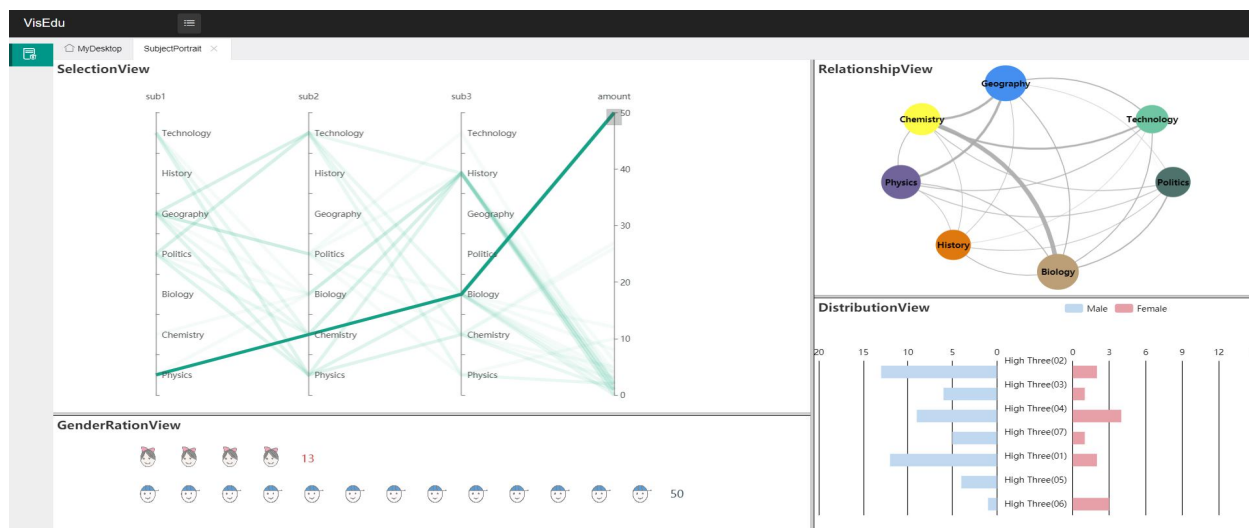 VisEdu
MyDesktop SubjectPortrait
SelectionView
sub1 sub2 sub3 amount
Technology Technology Technology 50
History History History 40
Geography Geography Geography 30
Politics Politics Politics
Biology Biology Biology 20
Chemistry Chemistry Chemistry 10
Physics Physics Physics 0
GenderRationView
13
50
RelationshipView
Geography
Chemistry
Technology
Physics
Politics
History
Biology
DistributionView
Male Female
20 15 10 5 0 0 3 6 9 12
High Three(02)
High Three(03)
High Three(04)
High Three(07)
High Three(01)
High Three(05)
High Three(06)